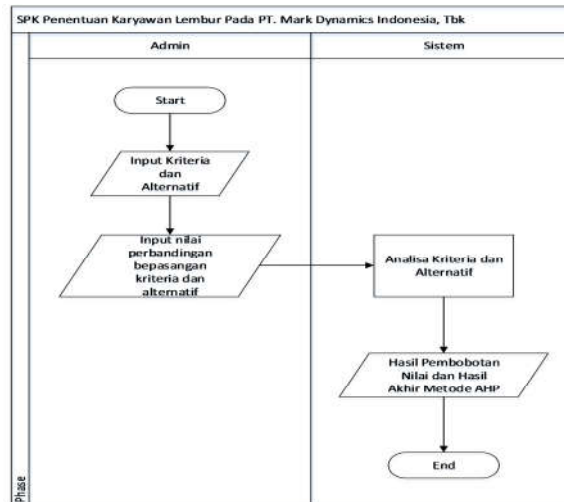 SPK Penentuan Karyawan Lembur Pada PT. Mark Dynamics Indonesia, Tbk
Admin
Sistem
Start
Input Kriteria
dan
Alternatif
Input nilai
perbandingan
bepasangan
kriteria dan
alternatif
Analisa Kriteria dan
Alternatif
Hasil Pembobotan
Nilai dan Hasil
Akhir Metode AHP
End
Phase